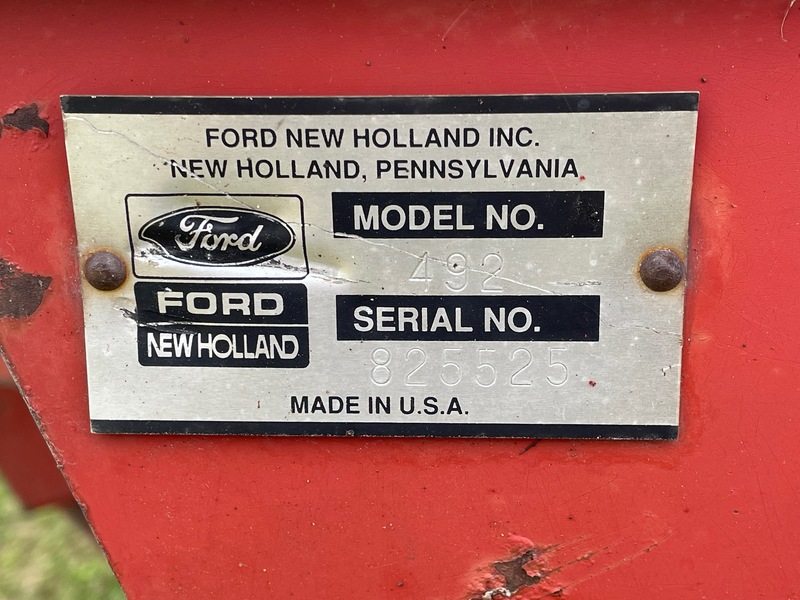 FORD NEW HOLLAND INC.
NEW HOLLAND, PENNSYLVANIA
Ford
MODEL NO.
492
FORD
NEW HOLLAND
SERIAL NO.
825525
MADE IN U.S.A.